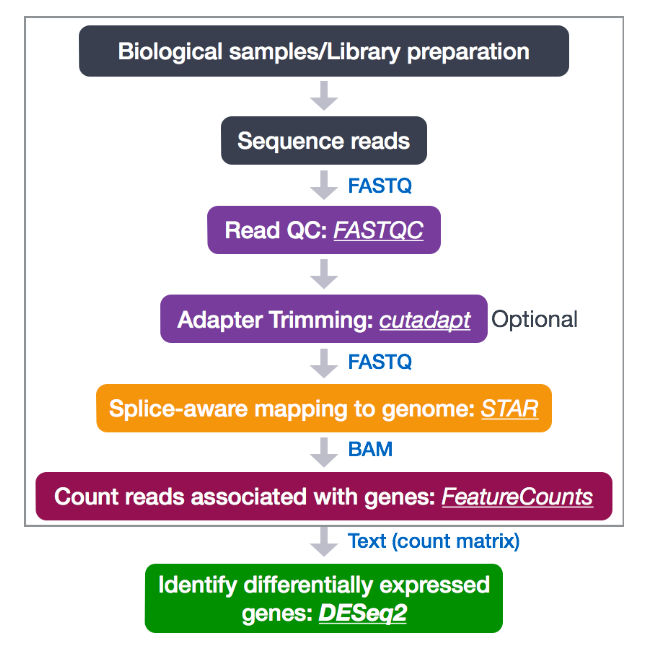 Biological samples/Library preparation
Sequence reads
FASTQ
Read QC: FASTQC
Adapter Trimming: cutadapt Optional
FASTQ
Splice-aware mapping to genome: STAR
BAM
Count reads associated with genes: FeatureCounts
Text (count matrix)
Identify differentially expressed
genes: DESeq2